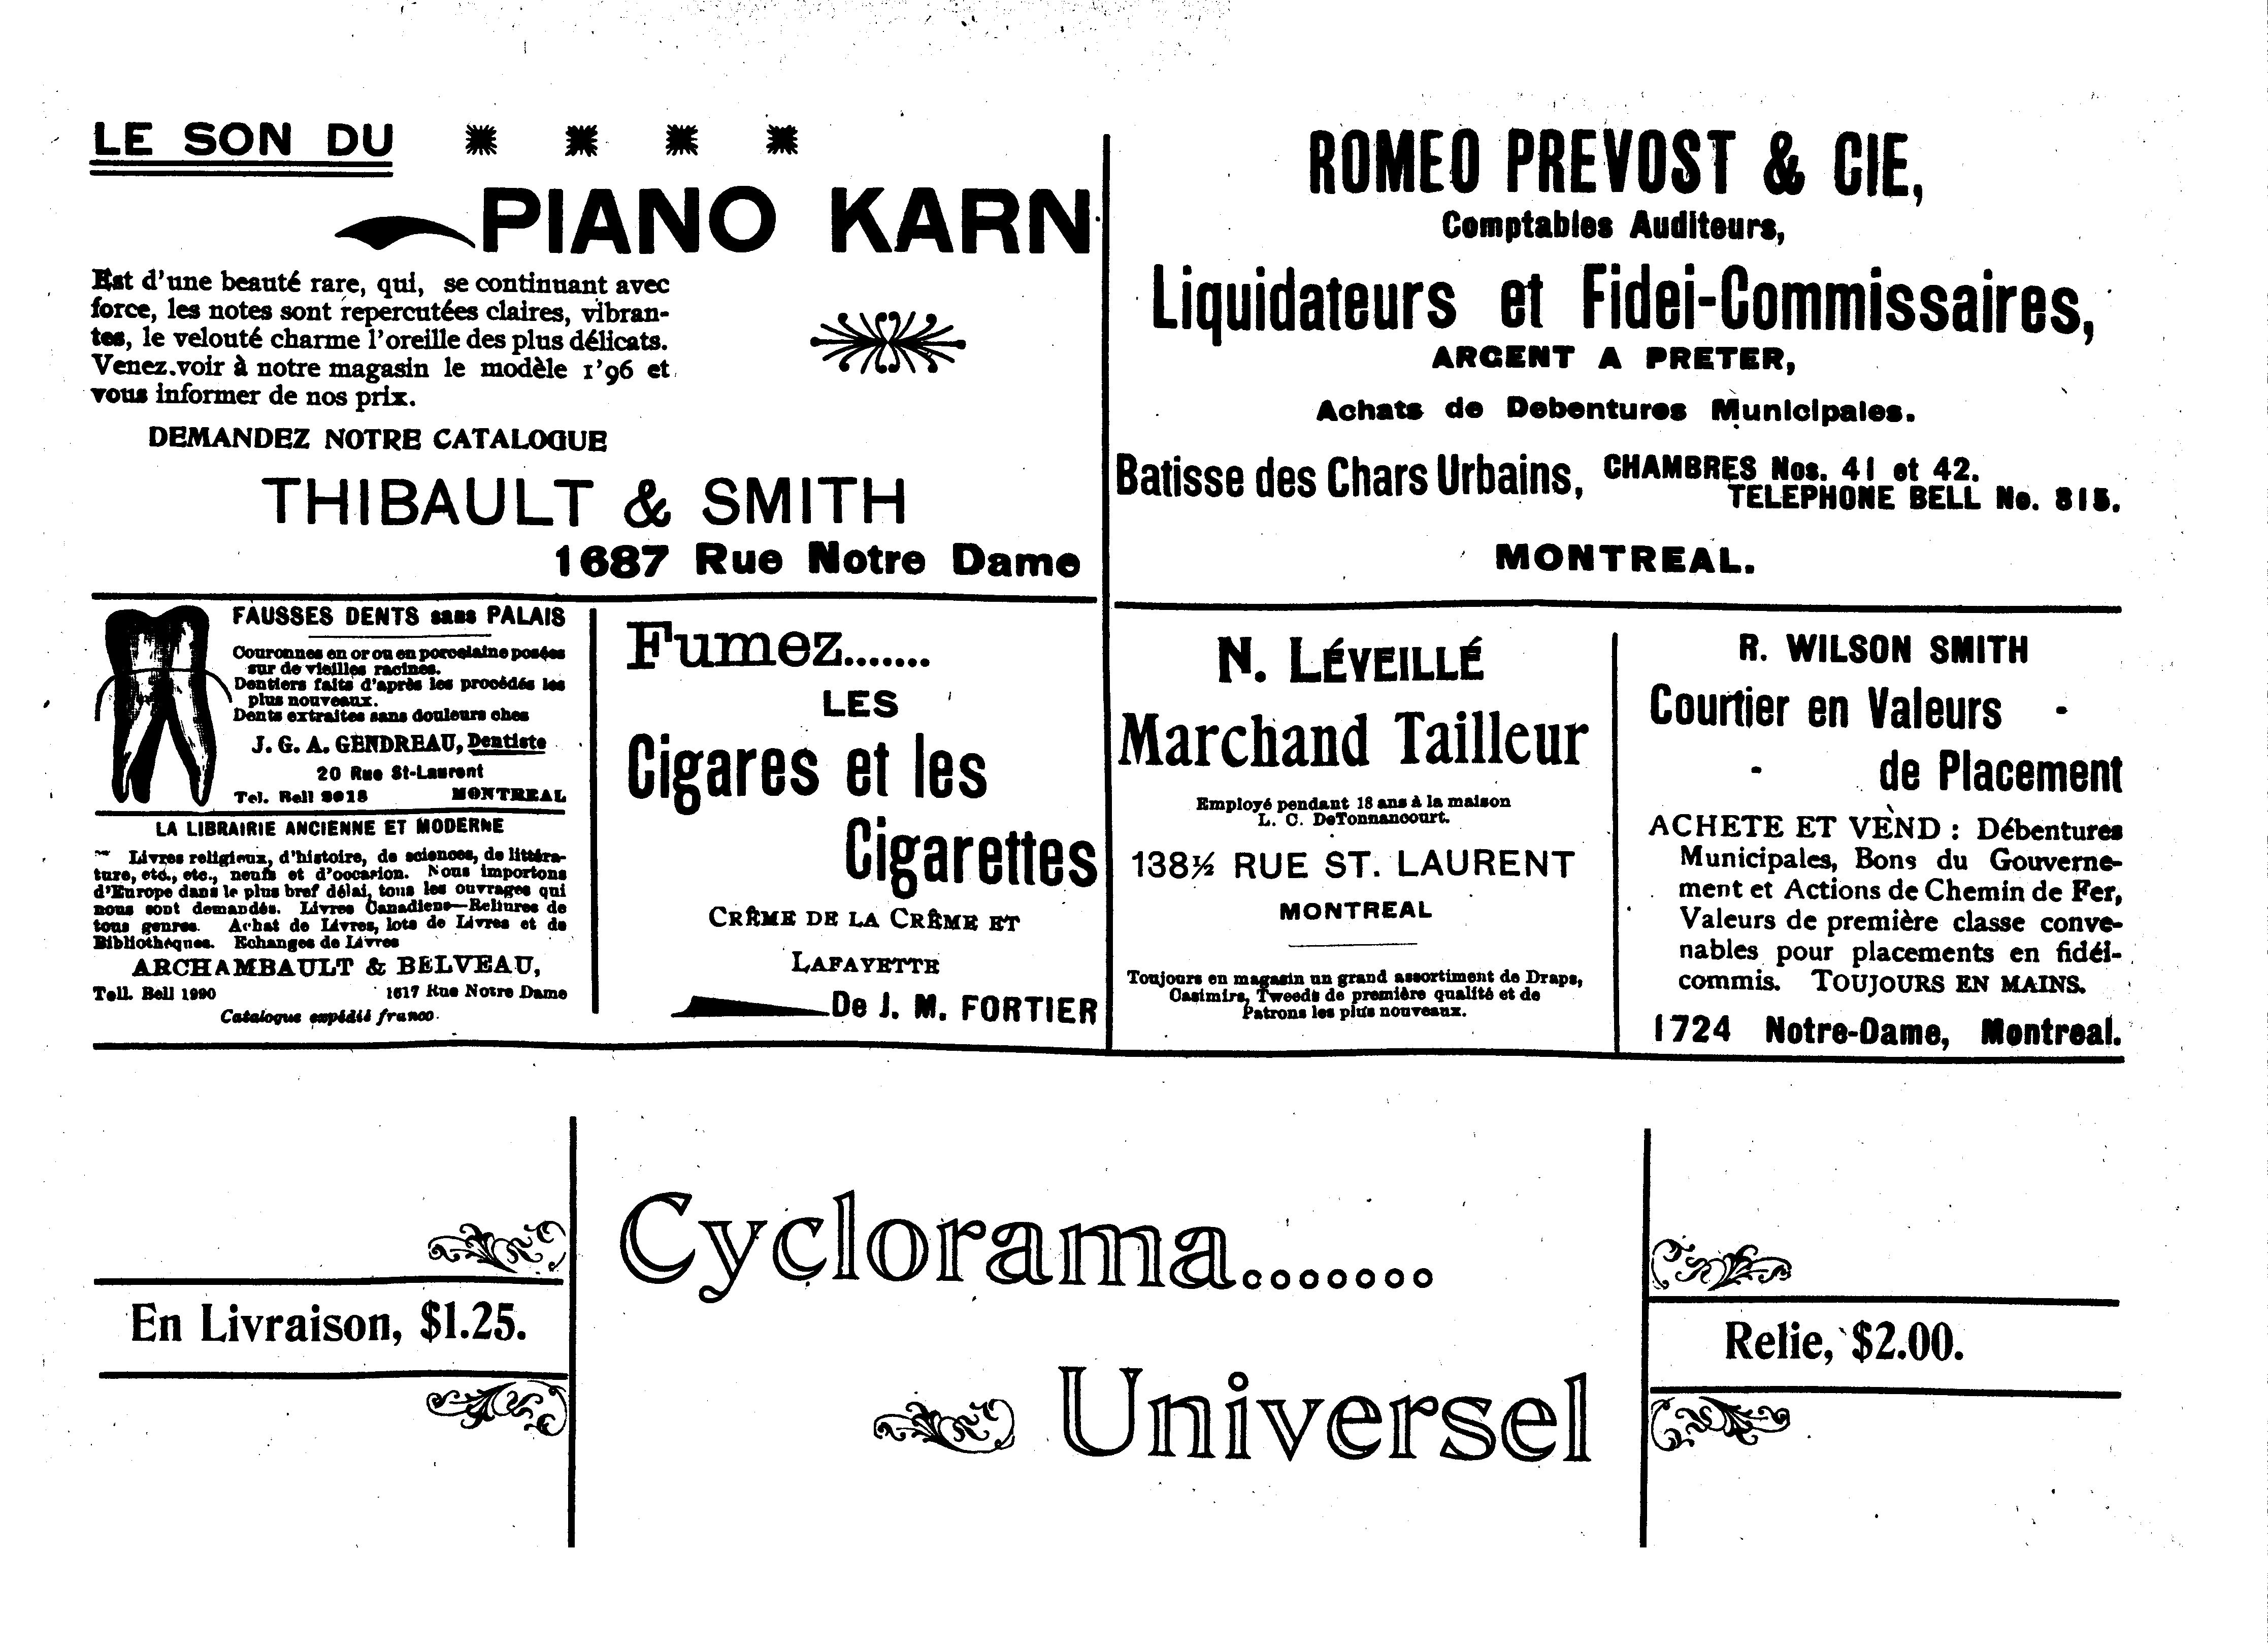 LE SON DU
PIANO KARN
Est d'une beauté rare, qui, se continuant avec
force, les notes sont repercutées claires, vibran-
tes, le velouté charme l'oreille des plus délicats.
Venez voir à notre magasin le modèle 1'96 et
vous informer de nos prix.
DEMANDEZ NOTRE CATALOGUE
THIBAULT & SMITH
1687 Rue Notre Dame
ROMEO PREVOST & CIE,
Comptables Auditeurs,
Liquidateurs et Fidei-Commissaires,
ARGENT A PRETER,
Achats de Debentures Municipales.
Batisse des Chars Urbains, CHAMBRES Nos. 41 et 42.
TELEPHONE BELL No. 815.
MONTREAL.
FAUSSES DENTS sans PALAIS
Couronnes en or ou en porcelaine posées
sur de vieilles racines.
Dentiers faits d'après les procédés les
plus nouveaux.
Dents extraites sans douleurs chez
J. G. A. GENDREAU, Dentiste
20 Rue St-Laurent
Tel. Bell MONTREAL
LA LIBRAIRIE ANCIENNE ET MODERNE
Livres religieux, d'histoire, de sciences, de littéra-
ture, etc., etc., neufs et d'occasion. Nous importons
d'Europe dans le plus bref délai, tous les ouvrages qui
nous sont demandés. Livres Canadiens—Reliures de
tous genres. Achat de Livres, lots de Livres et de
Bibliothèques. Echanges de Livres
ARCHAMBAULT & BELVEAU,
Tell. Bell 1990 1617 Rue Notre Dame
Catalogue expédié franco.
Fumez.......
LES
Cigares et les
Cigarettes
CRÊME DE LA CRÊME ET
LAFAYETTE
De J. M. FORTIER
N. LÉVEILLÉ
Marchand Tailleur
Employé pendant 18 ans à la maison
L. C. DeTonnancourt.
138½ RUE ST. LAURENT
MONTREAL
Toujours en magasin un grand assortiment de Draps,
Casimirs, Tweeds de première qualité et de
Patrons les plus nouveaux.
R. WILSON SMITH
Courtier en Valeurs -
- de Placement
ACHETE ET VEND : Débentures
Municipales, Bons du Gouverne-
ment et Actions de Chemin de Fer,
Valeurs de première classe conve-
nables pour placements en fidéi-
commis. TOUJOURS EN MAINS.
1724 Notre-Dame, Montreal.
En Livraison, $1.25.
Cyclorama.......
Universel
Relie, $2.00.